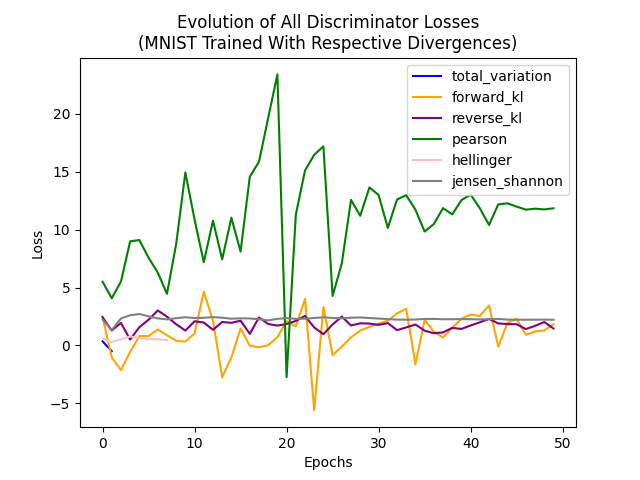 Evolution of All Discriminator Losses
(MNIST Trained With Respective Divergences)
total_variation
forward_kl
reverse_kl
pearson
hellinger
jensen_shannon
20
15
10
5
0
−5
Loss
0 10 20 30 40 50
Epochs